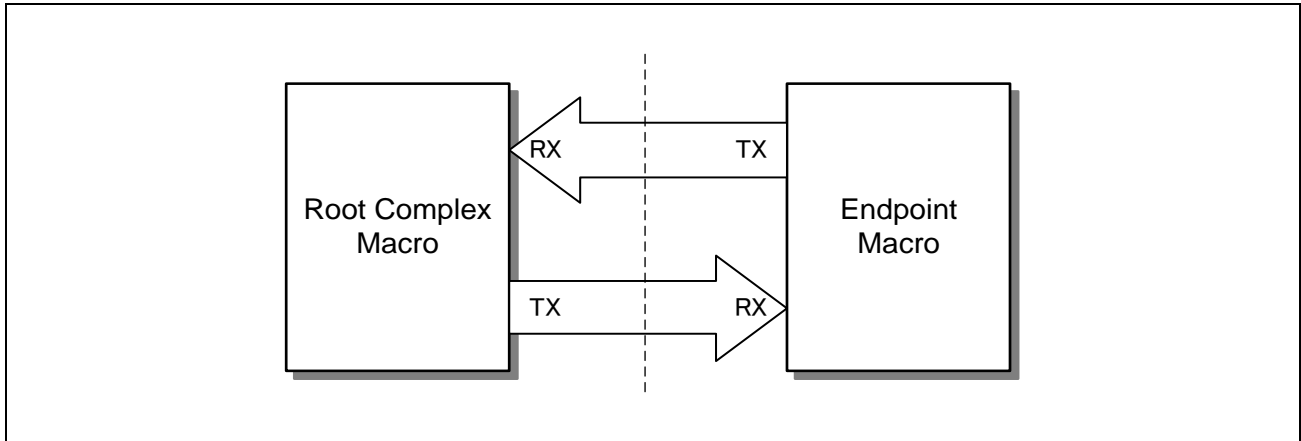 Root Complex
Macro
RX
TX
TX
RX
Endpoint
Macro